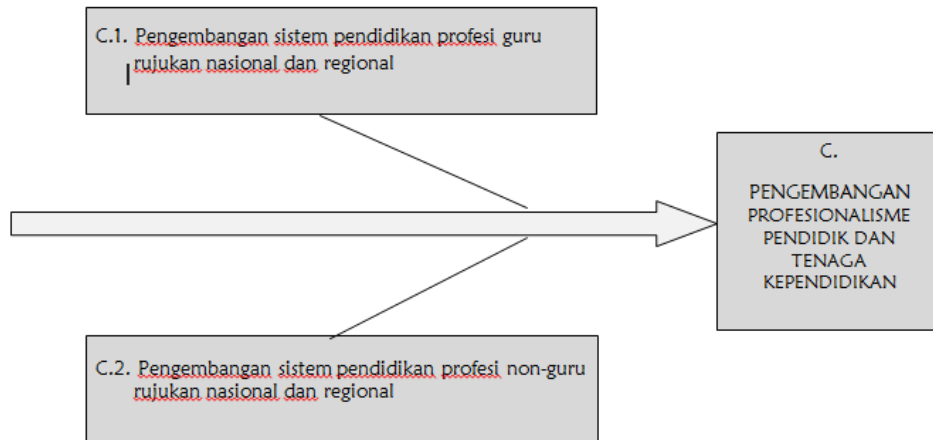 C.1. Pengembangan sistem pendidikan profesi guru
rujukan nasional dan regional
C.
PENGEMBANGAN
PROFESIONALISME
PENDIDIK DAN
TENAGA
KEPENDIDIKAN
C.2. Pengembangan sistem pendidikan profesi non-guru
rujukan nasional dan regional